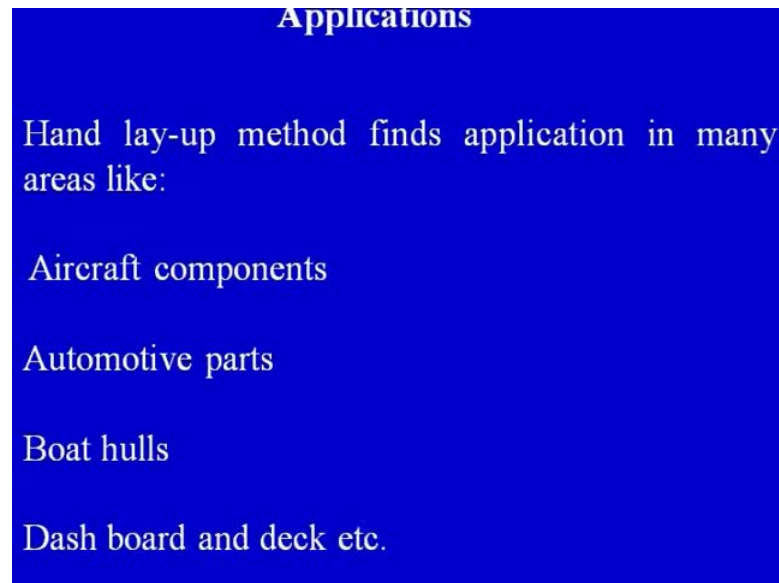 Applications
Hand lay-up method finds application in many
areas like:
Aircraft components
Automotive parts
Boat hulls
Dash board and deck etc.